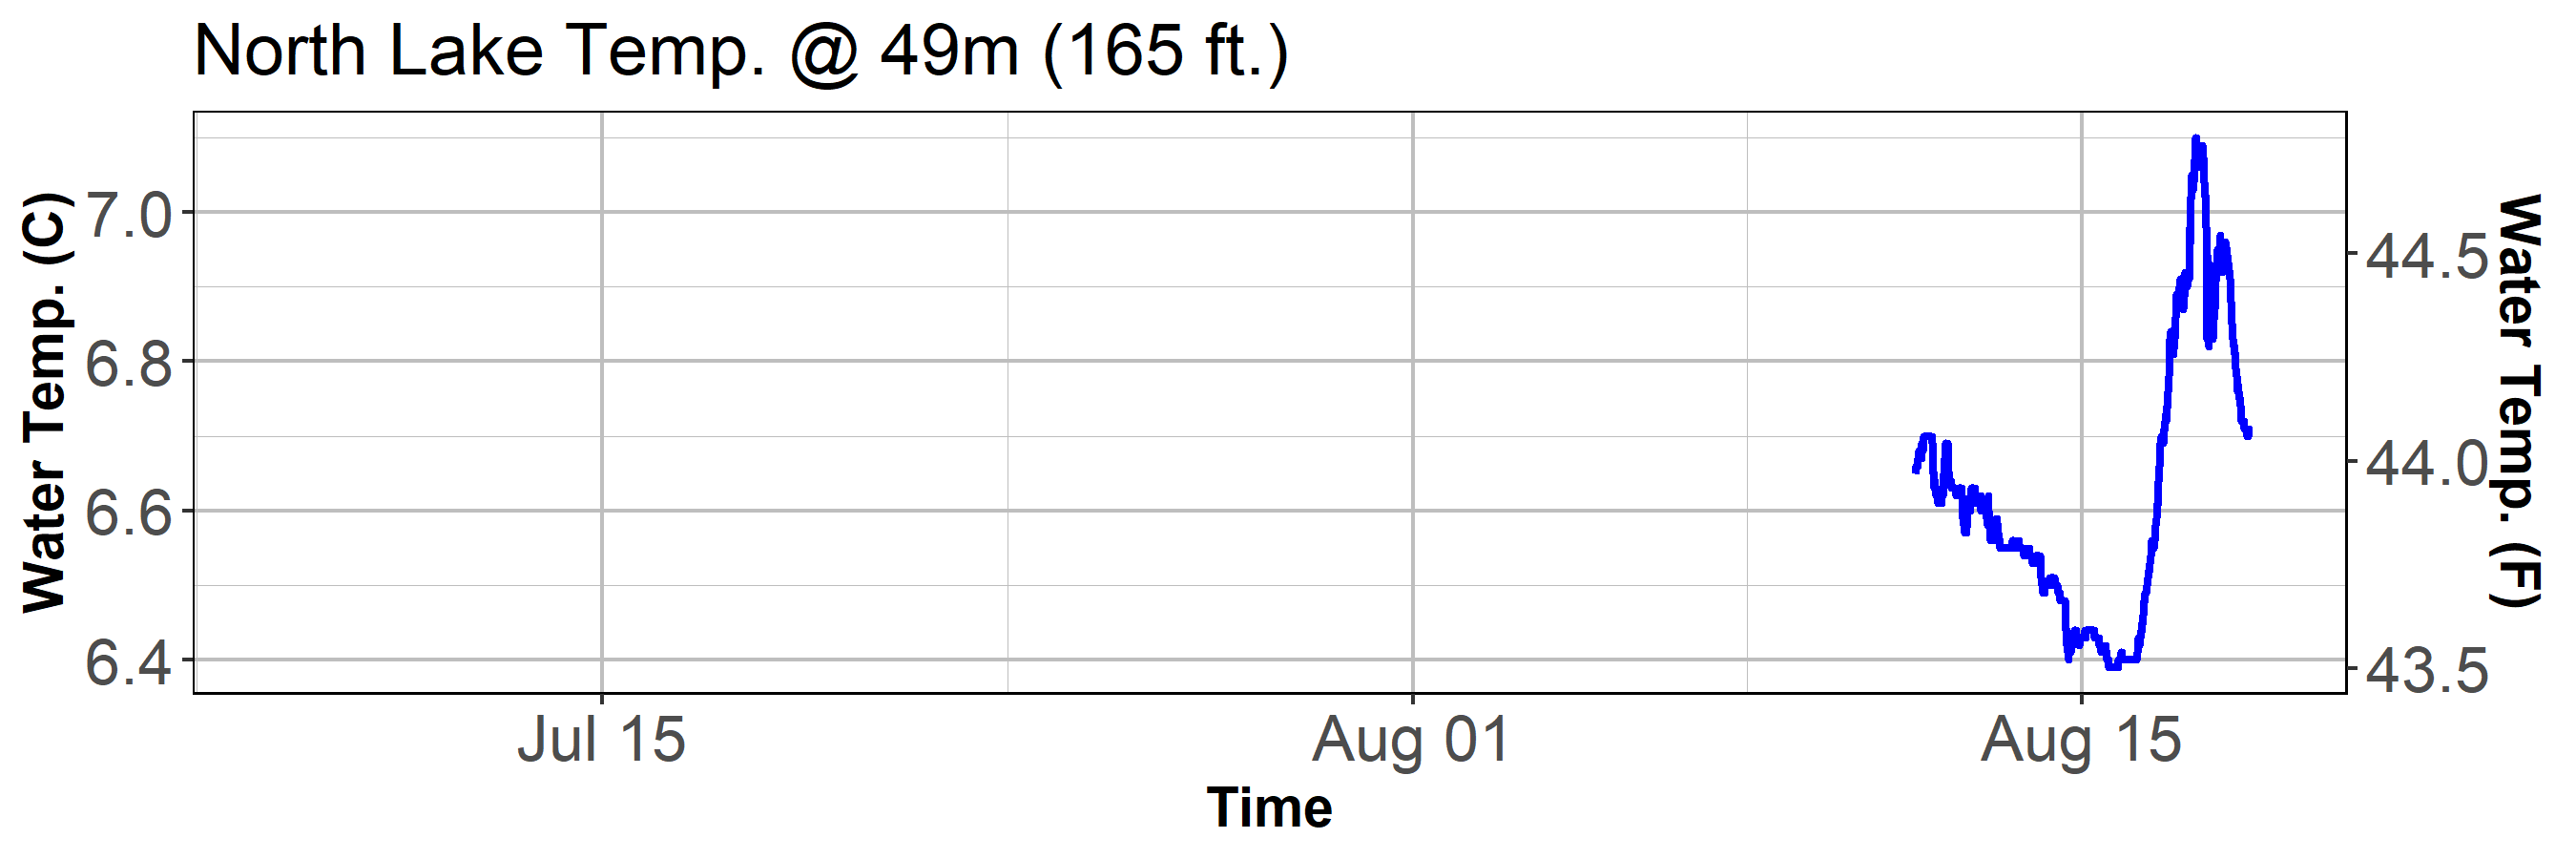 North Lake Temp. @ 49m (165 ft.)
Water Temp. (C)
7.0
6.8
6.6
6.4
44.5
44.0
43.5
Water Temp. (F)
Jul 15
Aug 01
Aug 15
Time